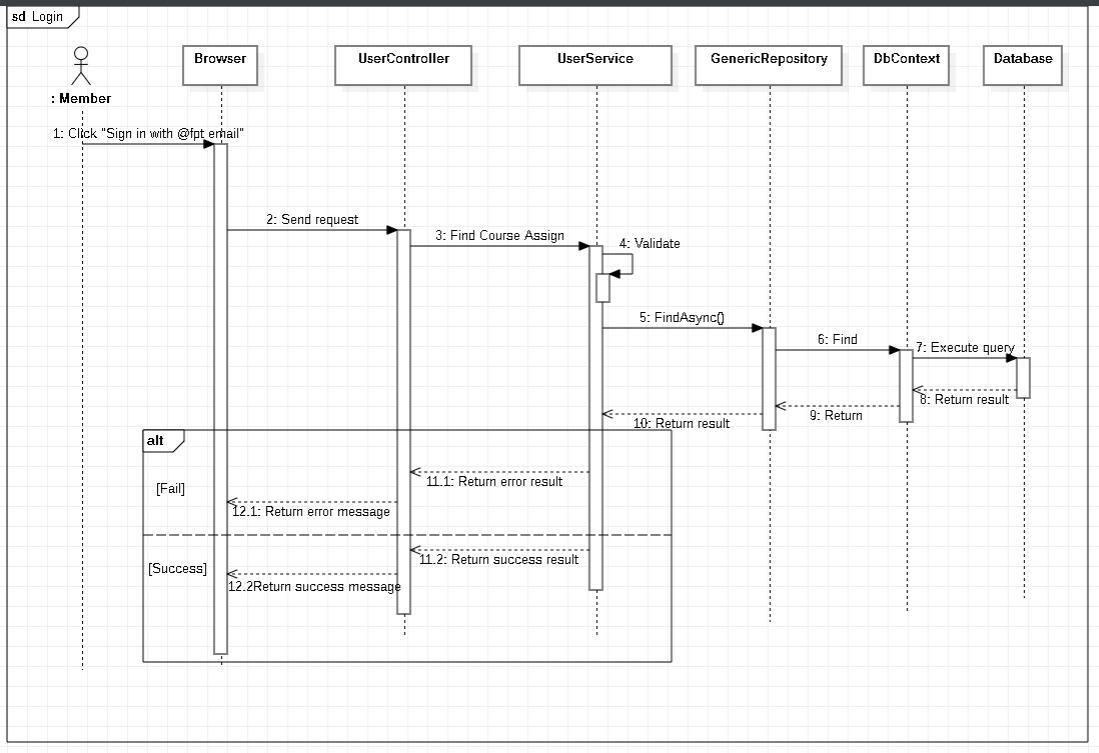 sd Login
: Member
Browser
UserController
UserService
GenericRepository
DbContext
Database
1: Click "Sign in with @fpt email"
2: Send request
3: Find Course Assign
4: Validate
5: FindAsync()
6: Find
7: Execute query
8: Return result
9: Return
10: Return result
alt
[Fail]
11.1: Return error result
12.1: Return error message
[Success]
11.2: Return success result
12.2Return success message